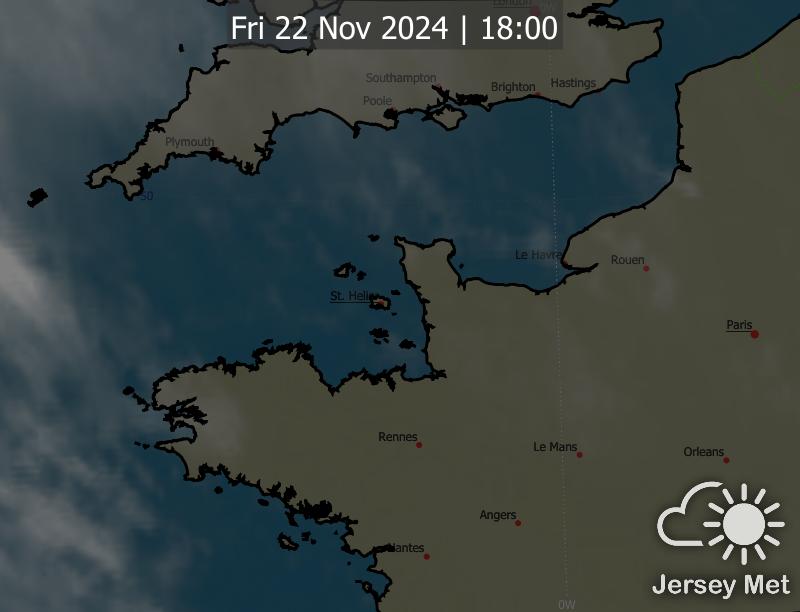 London
Fri 22 Nov 2024 | 18:00
Southampton
Brighton
Hastings
Poole
Plymouth
50
Le Havre
Rouen
St. Helier
Paris
Rennes
Le Mans
Orleans
Angers
Nantes
Jersey Met
0W